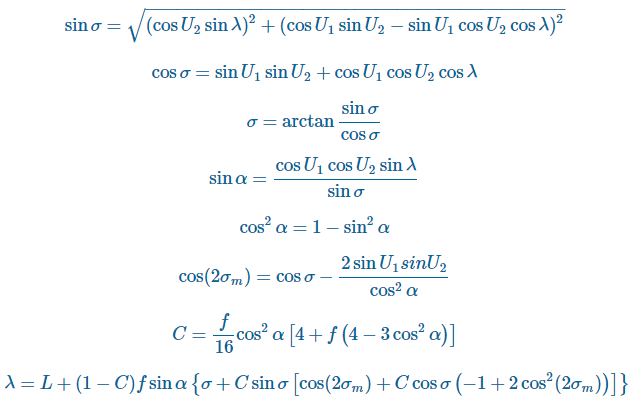 sin σ = √((cos U₂ sin λ)² + (cos U₁ sin U₂ − sin U₁ cos U₂ cos λ)²)
cos σ = sin U₁ sin U₂ + cos U₁ cos U₂ cos λ
σ = arctan (sin σ / cos σ)
sin α = (cos U₁ cos U₂ sin λ) / (sin σ)
cos² α = 1 − sin² α
cos(2σₘ) = cos σ − (2 sin U₁sinU₂) / (cos² α)
C = f/16 cos² α [4 + f (4 − 3 cos² α)]
λ = L + (1 − C)f sin α {σ + C sin σ [cos(2σₘ) + C cos σ (−1 + 2 cos²(2σₘ))]}